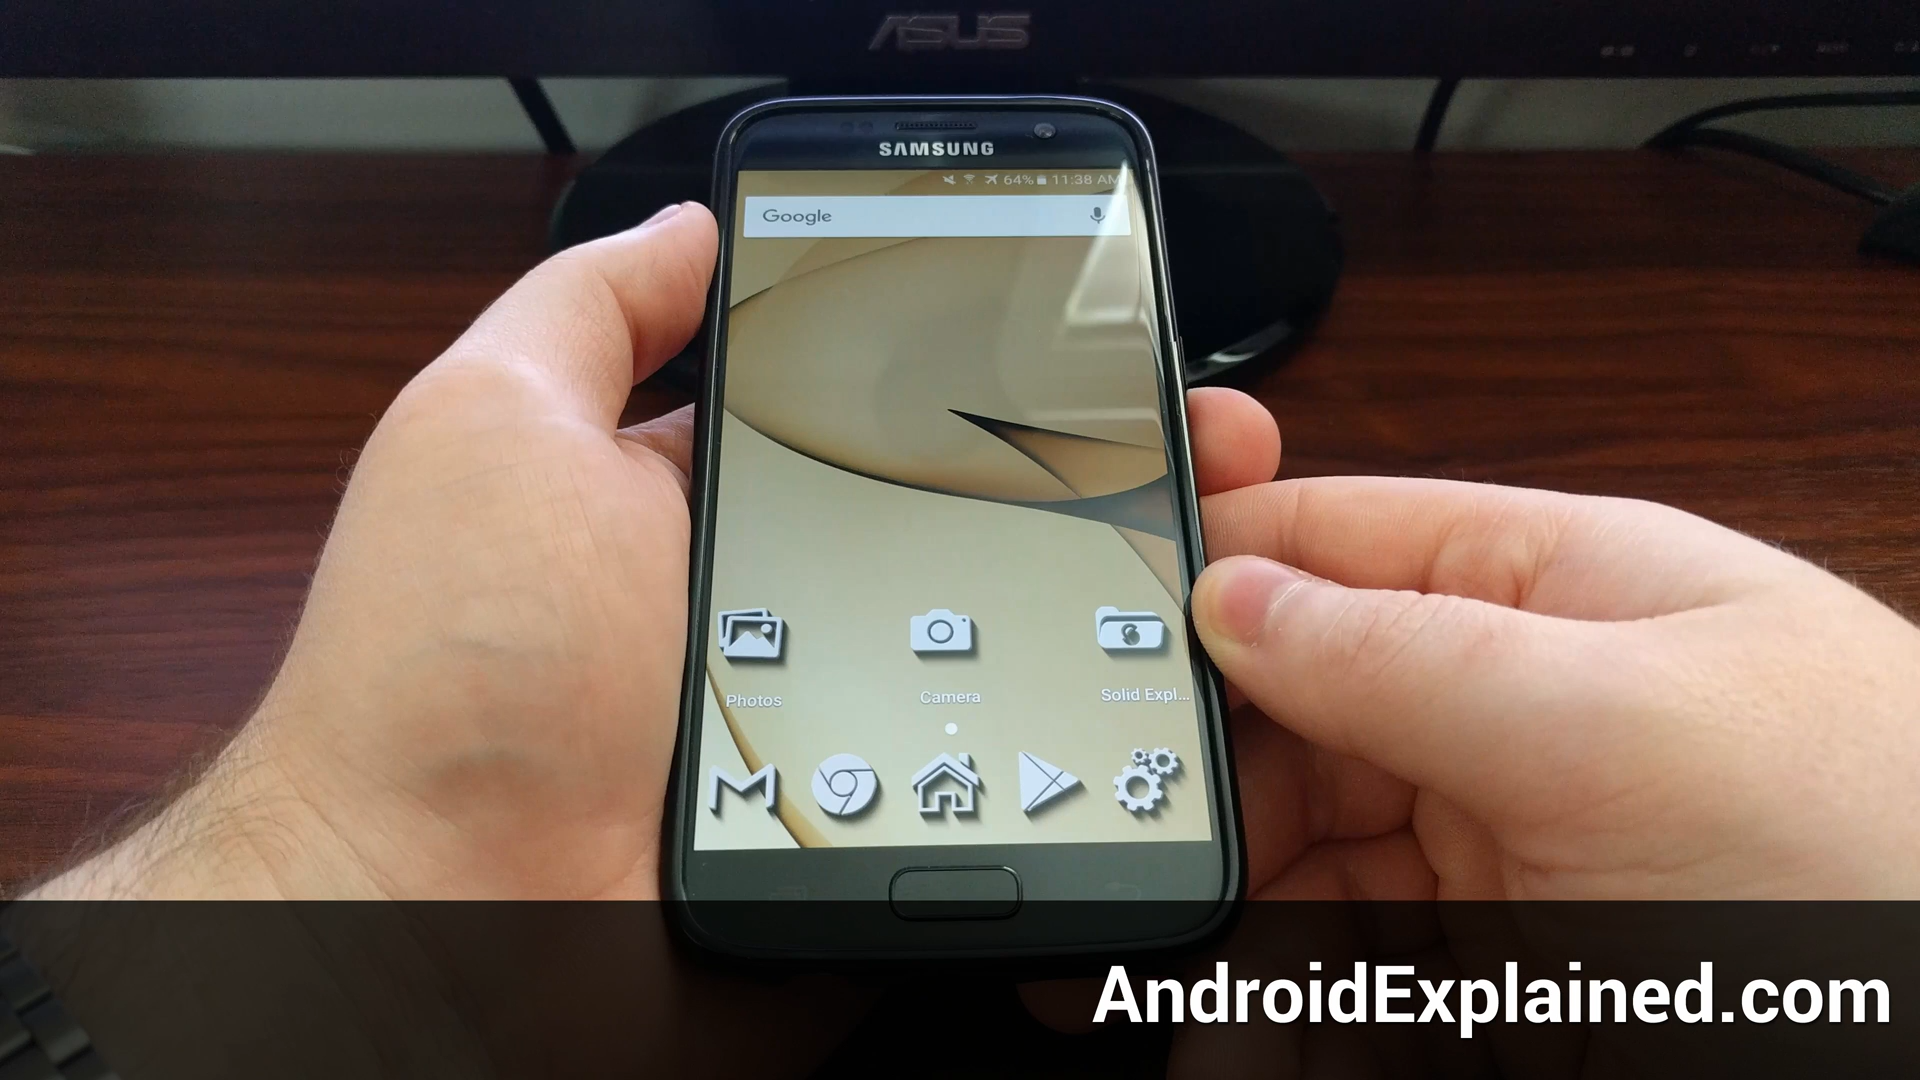 ASUS
SAMSUNG
64% 11:38 AM
Google
Photos
Camera
Solid Expl...
AndroidExplained.com